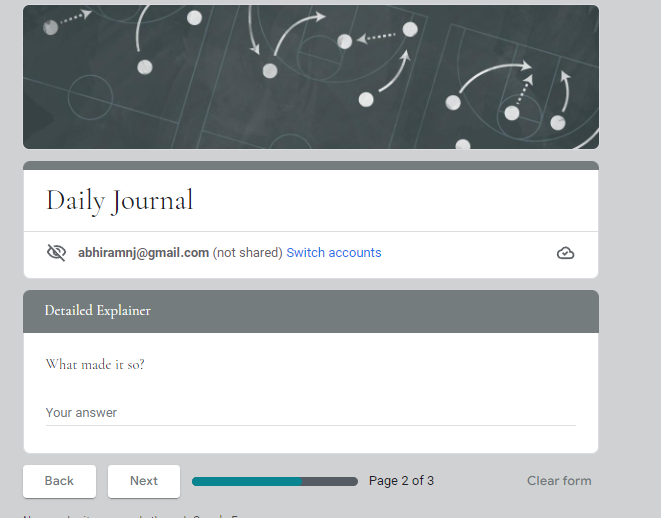 Daily Journal
abhiramnj@gmail.com (not shared) Switch accounts
Detailed Explainer
What made it so?
Your answer
Back Next Page 2 of 3 Clear form